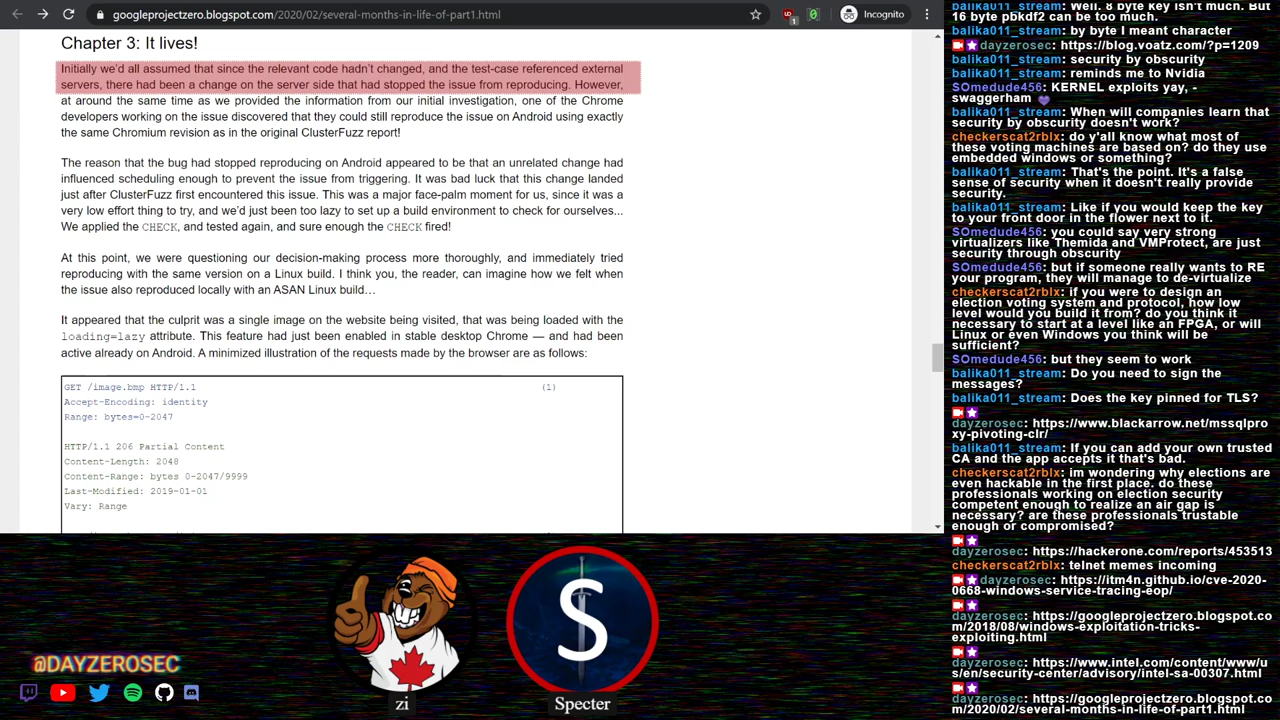 googleprojectzero.blogspot.com/2020/02/several-months-in-life-of-part1.html
1
Incognito
Chapter 3: It lives!
Initially we'd all assumed that since the relevant code hadn't changed, and the test-case referenced external
servers, there had been a change on the server side that had stopped the issue from reproducing. However,
at around the same time as we provided the information from our initial investigation, one of the Chrome
developers working on the issue discovered that they could still reproduce the issue on Android using exactly
the same Chromium revision as in the original ClusterFuzz report!
The reason that the bug had stopped reproducing on Android appeared to be that an unrelated change had
influenced scheduling enough to prevent the issue from triggering. It was bad luck that this change landed
just after ClusterFuzz first encountered this issue. This was a major face-palm moment for us, since it was a
very low effort thing to try, and we'd just been too lazy to set up a build environment to check for ourselves...
We applied the CHECK, and tested again, and sure enough the CHECK fired!
At this point, we were questioning our decision-making process more thoroughly, and immediately tried
reproducing with the same version on a Linux build. I think you, the reader, can imagine how we felt when
the issue also reproduced locally with an ASAN Linux build…
It appeared that the culprit was a single image on the website being visited, that was being loaded with the
loading=lazy attribute. This feature had just been enabled in stable desktop Chrome — and had been
active already on Android. A minimized illustration of the requests made by the browser are as follows:
GET /image.bmp HTTP/1.1 (1)
Accept-Encoding: identity
Range: bytes=0-2047
HTTP/1.1 206 Partial Content
Content-Length: 2048
Content-Range: bytes 0-2047/9999
Last-Modified: 2019-01-01
Vary: Range
@DAYZEROSEC
zi
S
Specter
balika011_stream: Well. 8 byte key isn't much. But
16 byte pbkdf2 can be too much.
balika011_stream: by byte I meant character
dayzerosec: https://blog.voatz.com/?p=1209
balika011_stream: security by obscurity
balika011_stream: reminds me to Nvidia
SOmedude456: KERNEL exploits yay, -
swaggerham
balika011_stream: When will companies learn that
security by obscurity doesn't work?
checkerscat2rblx: do y'all know what most of
these voting machines are based on? do they use
embedded windows or something?
balika011_stream: That's the point. It's a false
sense of security when it doesn't really provide
security.
balika011_stream: Like if you would keep the key
to your front door in the flower next to it.
SOmedude456: you could say very strong
virtualizers like Themida and VMProtect, are just
security through obscurity
SOmedude456: but if someone really wants to RE
your program, they will manage to de-virtualize
checkerscat2rblx: if you were to design an
election voting system and protocol, how low
level would you build it from? do you think it
necessary to start at a level like an FPGA, or will
Linux or even Windows you think will be
sufficient?
SOmedude456: but they seem to work
balika011_stream: Do you need to sign the
messages?
balika011_stream: Does the key pinned for TLS?
dayzerosec: https://www.blackarrow.net/mssqlpro
xy-pivoting-clr/
balika011_stream: If you can add your own trusted
CA and the app accepts it that's bad.
checkerscat2rblx: im wondering why elections are
even hackable in the first place. do these
professionals working on election security
competent enough to realize an air gap is
necessary? are these professionals trustable
enough or compromised?
dayzerosec: https://hackerone.com/reports/453513
checkerscat2rblx: telnet memes incoming
dayzerosec: https://itm4n.github.io/cve-2020-
0668-windows-service-tracing-eop/
dayzerosec: https://googleprojectzero.blogspot.co
m/2018/08/windows-exploitation-tricks-
exploiting.html
dayzerosec: https://www.intel.com/content/www/u
s/en/security-center/advisory/intel-sa-00307.html
dayzerosec: https://googleprojectzero.blogspot.co
m/2020/02/several-months-in-life-of-part1.html